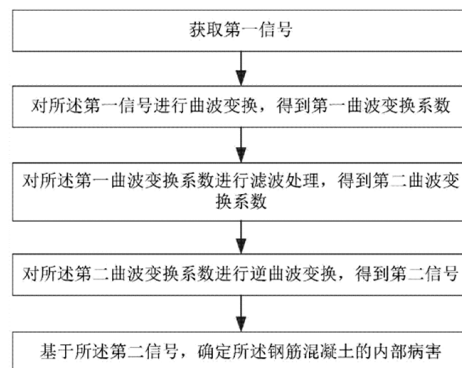 获取第一信号
对所述第一信号进行曲波变换，得到第一曲波变换系数
对所述第一曲波变换系数进行滤波处理，得到第二曲波变
换系数
对所述第二曲波变换系数进行逆曲波变换，得到第二信号
基于所述第二信号，确定所述钢筋混凝土的内部病害